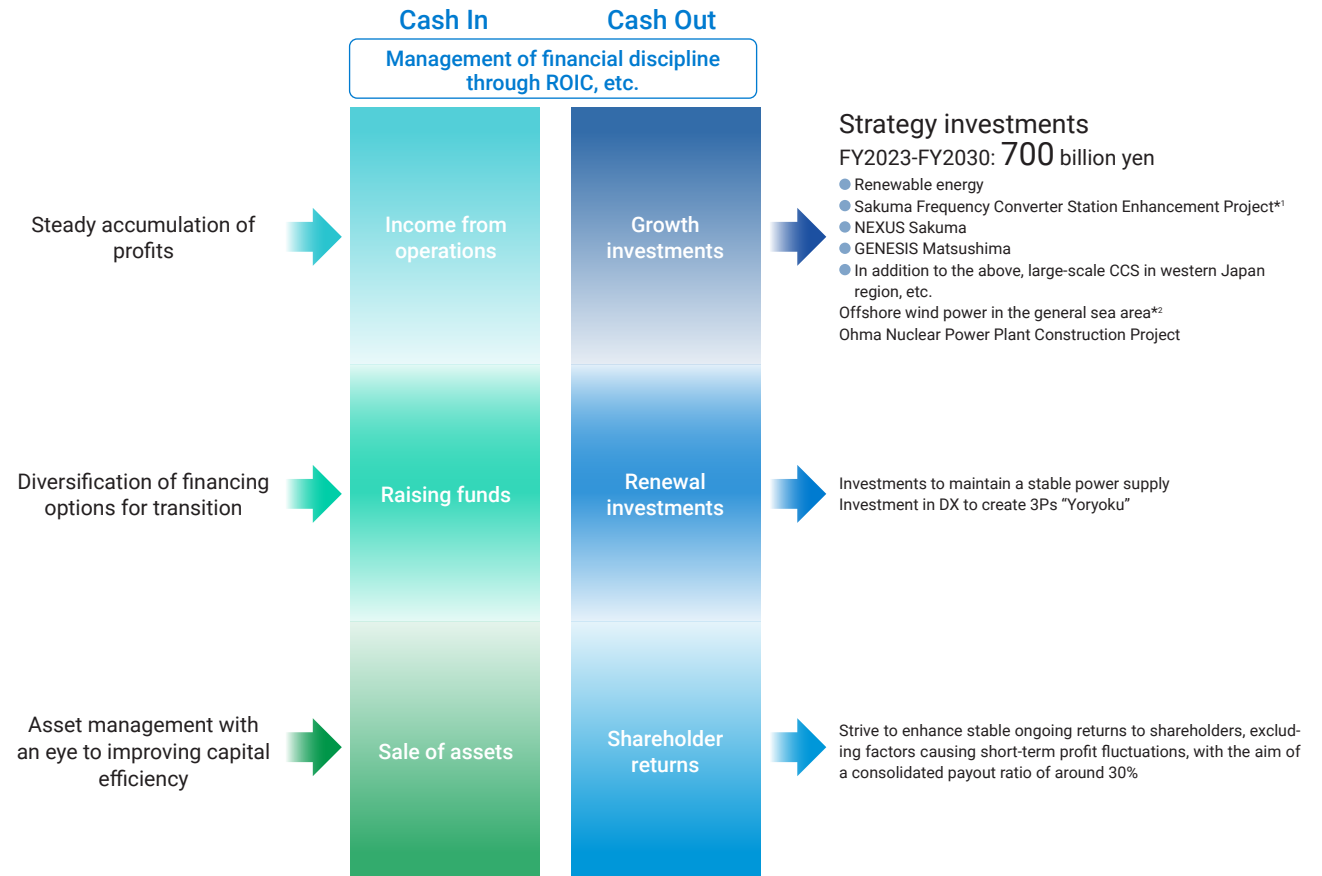 Cash In
Cash Out
Management of financial discipline
through ROIC, etc.
Steady accumulation of
profits
Income from
operations
Growth
investments
Strategy investments
FY2023-FY2030: 700 billion yen
● Renewable energy
● Sakuma Frequency Converter Station Enhancement Project*¹
● NEXUS Sakuma
● GENESIS Matsushima
● In addition to the above, large-scale CCS in western Japan
region, etc.
Offshore wind power in the general sea area*²
Ohma Nuclear Power Plant Construction Project
Diversification of financing
options for transition
Raising funds
Renewal
investments
Investments to maintain a stable power supply
Investment in DX to create 3Ps “Yoryoku”
Asset management with
an eye to improving capital
efficiency
Sale of assets
Shareholder
returns
Strive to enhance stable ongoing returns to shareholders, exclud-
ing factors causing short-term profit fluctuations, with the aim of
a consolidated payout ratio of around 30%